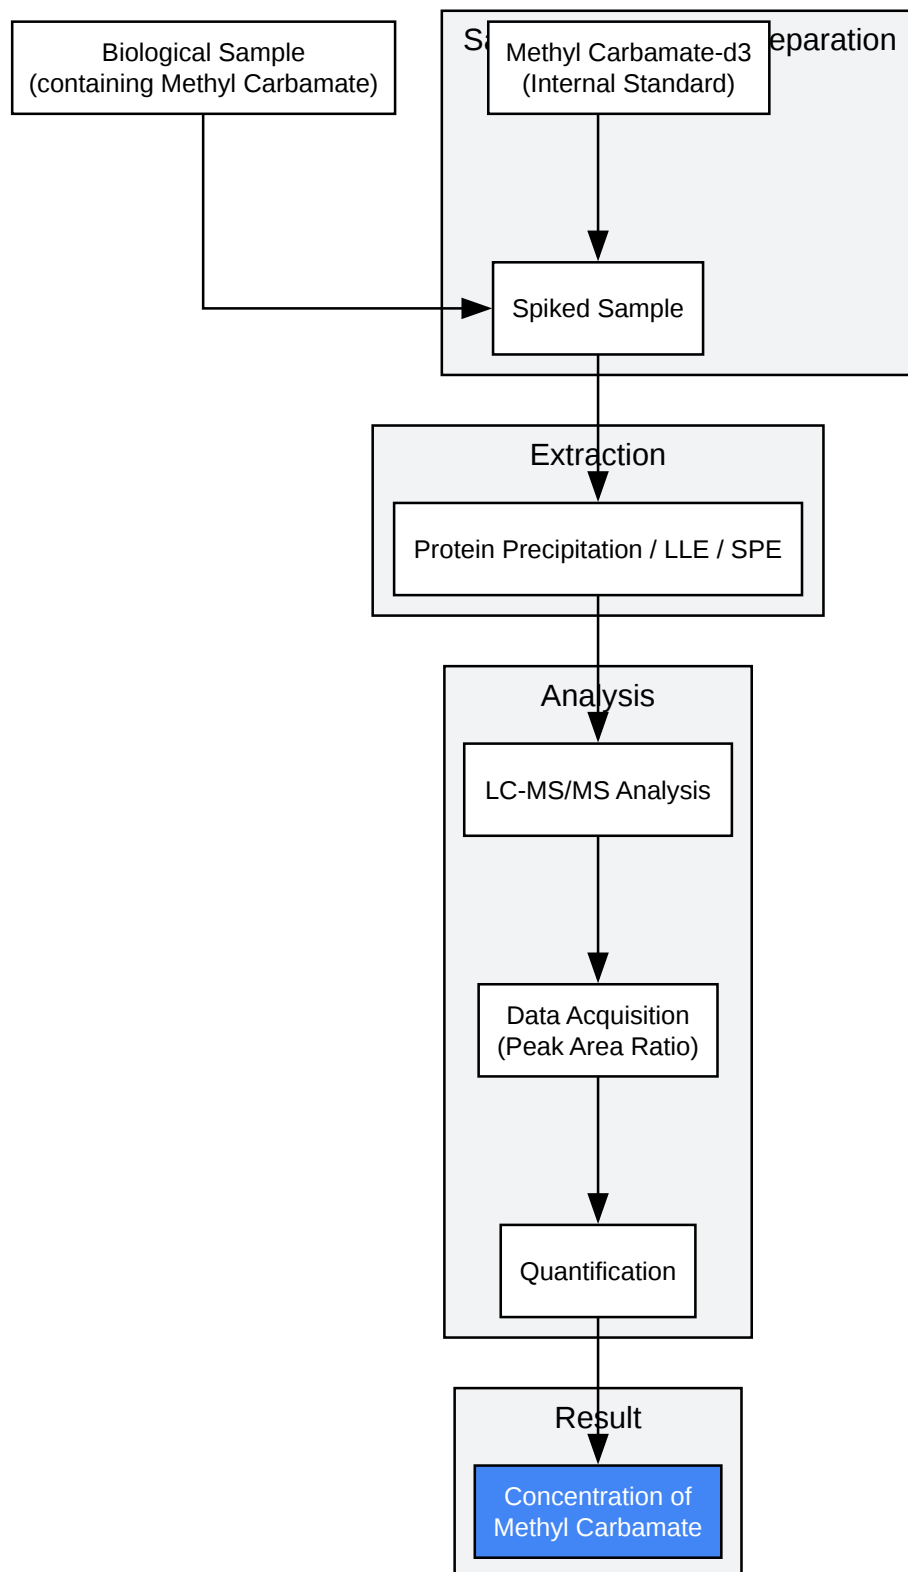 Biological Sample
(containing Methyl Carbamate)
eparation
Methyl Carbamate-d3
(Internal Standard)
Spiked Sample
Extraction
Protein Precipitation / LLE / SPE
Analysis
LC-MS/MS Analysis
Data Acquisition
(Peak Area Ratio)
Quantification
Result
Concentration of
Methyl Carbamate